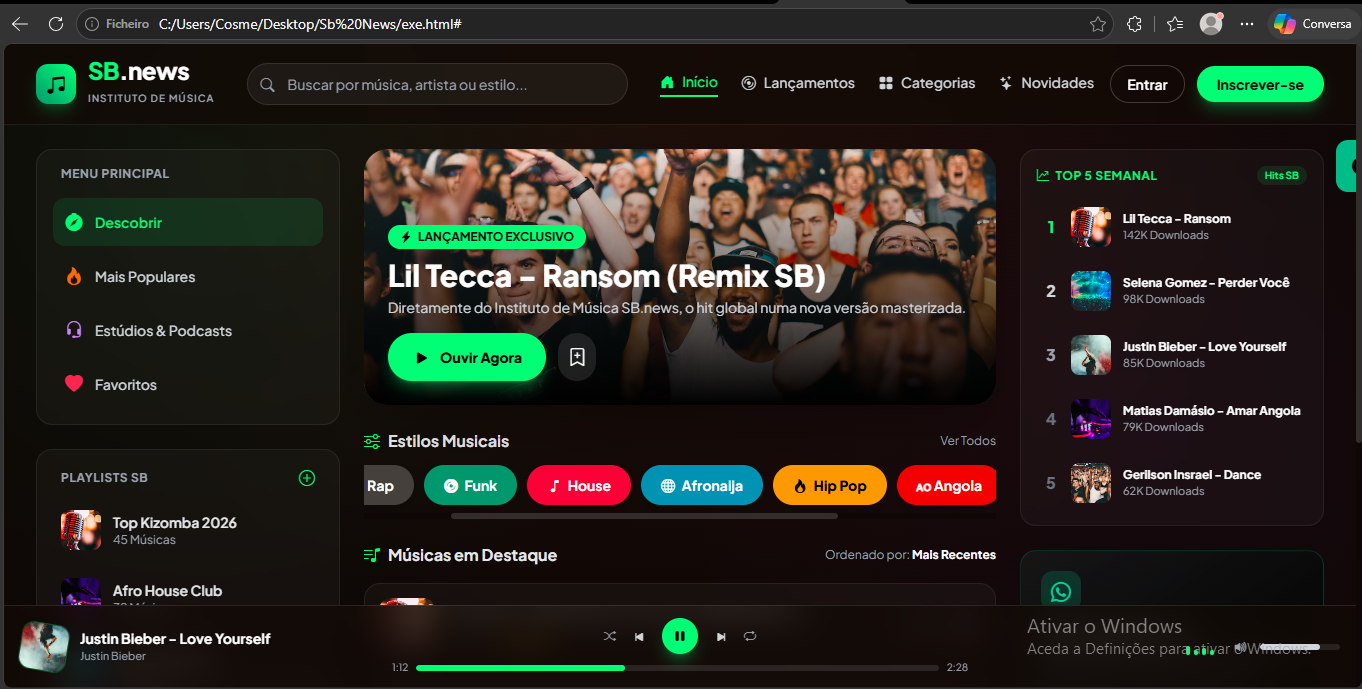 Ficheiro C:/Users/Cosme/Desktop/Sb%20News/exe.html#
Conversa
SB.news
INSTITUTO DE MÚSICA
Buscar por música, artista ou estilo...
Início
Lançamentos
Categorias
Novidades
Entrar
Inscrever-se
MENU PRINCIPAL
Descobrir
Mais Populares
Estúdios & Podcasts
Favoritos
PLAYLISTS SB
Top Kizomba 2026
45 Músicas
Afro House Club
LANÇAMENTO EXCLUSIVO
Lil Tecca - Ransom (Remix SB)
Diretamente do Instituto de Música SB.news, o hit global numa nova versão masterizada.
Ouvir Agora
Estilos Musicais
Ver Todos
Rap
Funk
House
Afronaija
Hip Pop
AO Angola
Músicas em Destaque
Ordenado por: Mais Recentes
TOP 5 SEMANAL
Hits SB
1
Lil Tecca - Ransom
142K Downloads
2
Selena Gomez - Perder Você
98K Downloads
3
Justin Bieber - Love Yourself
85K Downloads
4
Matias Damásio - Amar Angola
79K Downloads
5
Gerilson Insrael - Dance
62K Downloads
Justin Bieber - Love Yourself
Justin Bieber
1:12
2:28
Ativar o Windows
Aceda a Definições para ativar o Windows.